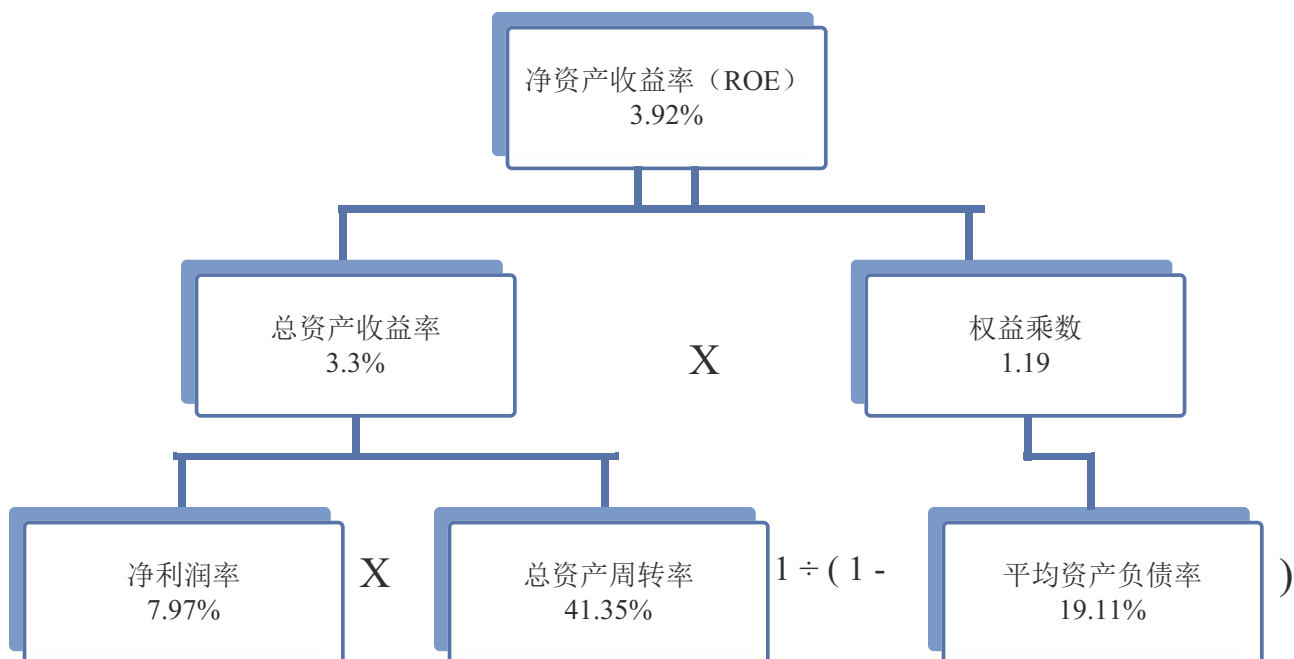 净资产收益率（ROE）
3.92%
总资产收益率
3.3%
X
权益乘数
1.19
净利润率
7.97%
X
总资产周转率
41.35%
1 ÷ ( 1 -
平均资产负债率
19.11%
)